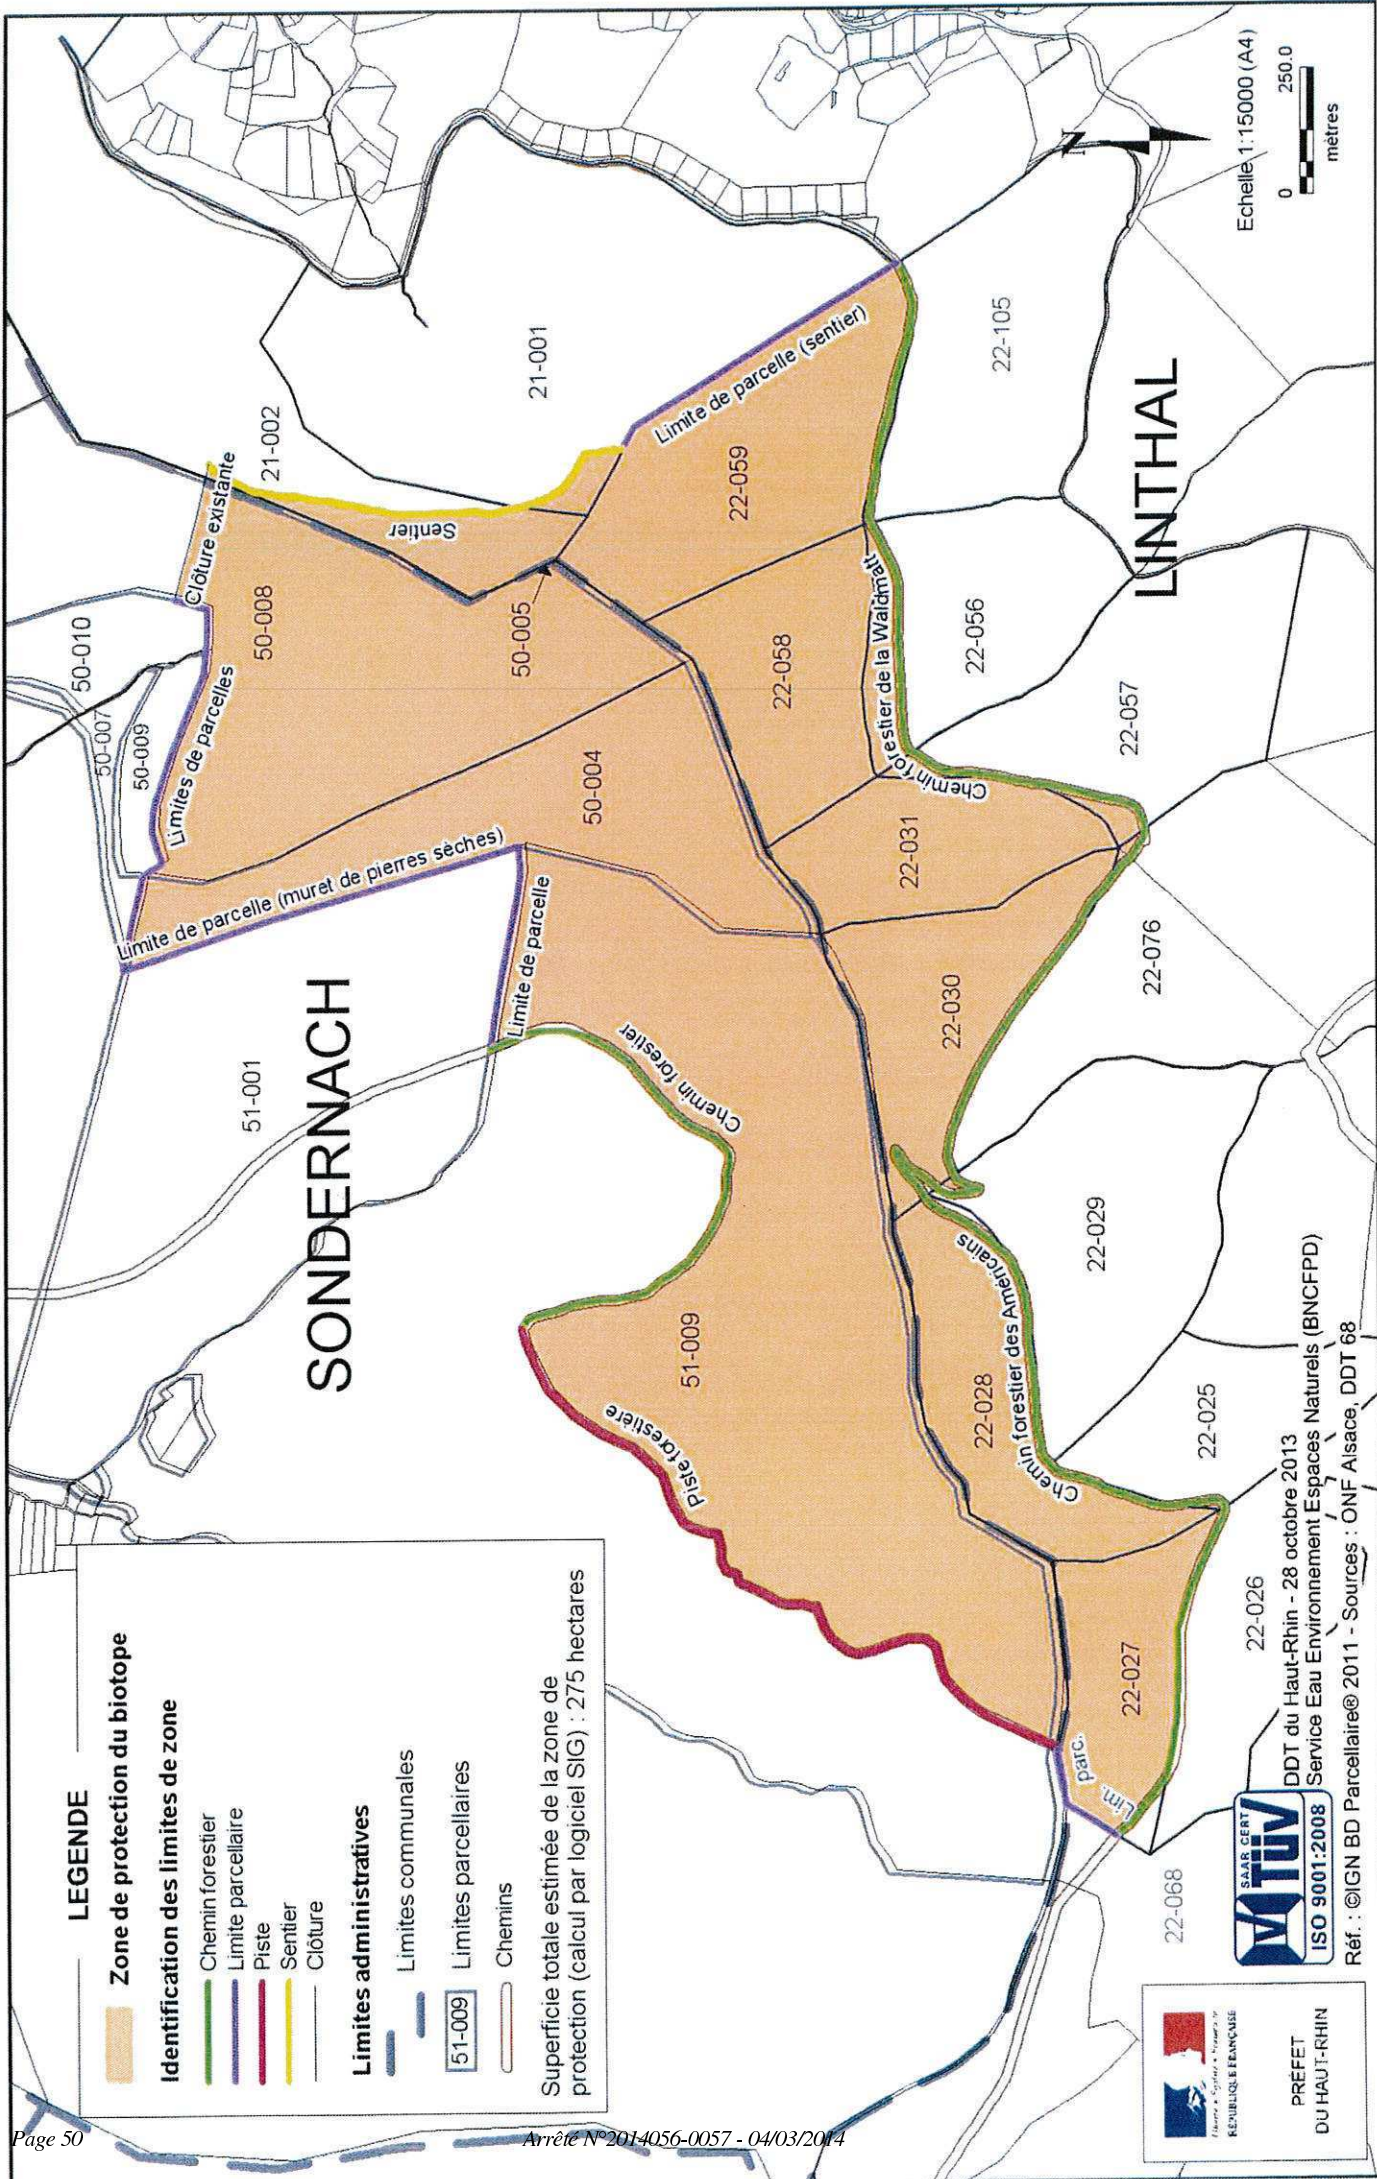 LEGENDE
Zone de protection du biotope
Identification des limites de zone
Chemin forestier
Limite parcellaire
Piste
Sentier
Clôture
Limites administratives
Limites communales
51-009
Limites parcellaires
Chemins
Superficie totale estimée de la zone de
protection (calcul par logiciel SIG) : 275 hectares
SONDERNACH
LINTHAL
51-001
50-010
50-007
50-009
50-008
21-002
21-001
50-005
50-004
51-009
22-059
22-058
22-031
22-030
22-028
22-027
22-105
22-056
22-057
22-076
22-029
22-025
22-026
22-068
Clôture existante
Limites de parcelles
Sentier
Limite de parcelle (sentier)
Limite de parcelle (muret de pierres sèches)
Limite de parcelle
Chemin forestier
Piste forestière
Chemin forestier de la Waldmatt
Chemin forestier des Américains
Lim. parc.
N
Echelle 1:15000 (A4)
0 250.0
mètres
RÉPUBLIQUE FRANÇAISE
PRÉFET
DU HAUT-RHIN
SAAR CERT
TÜV
ISO 9001:2008
DDT du Haut-Rhin - 28 octobre 2013
Service Eau Environnement Espaces Naturels (BNCFPD)
Réf. : ©IGN BD Parcellaire® 2011 - Sources : ONF Alsace, DDT 68
Page 50
Arrêté N°2014056-0057 - 04/03/2014